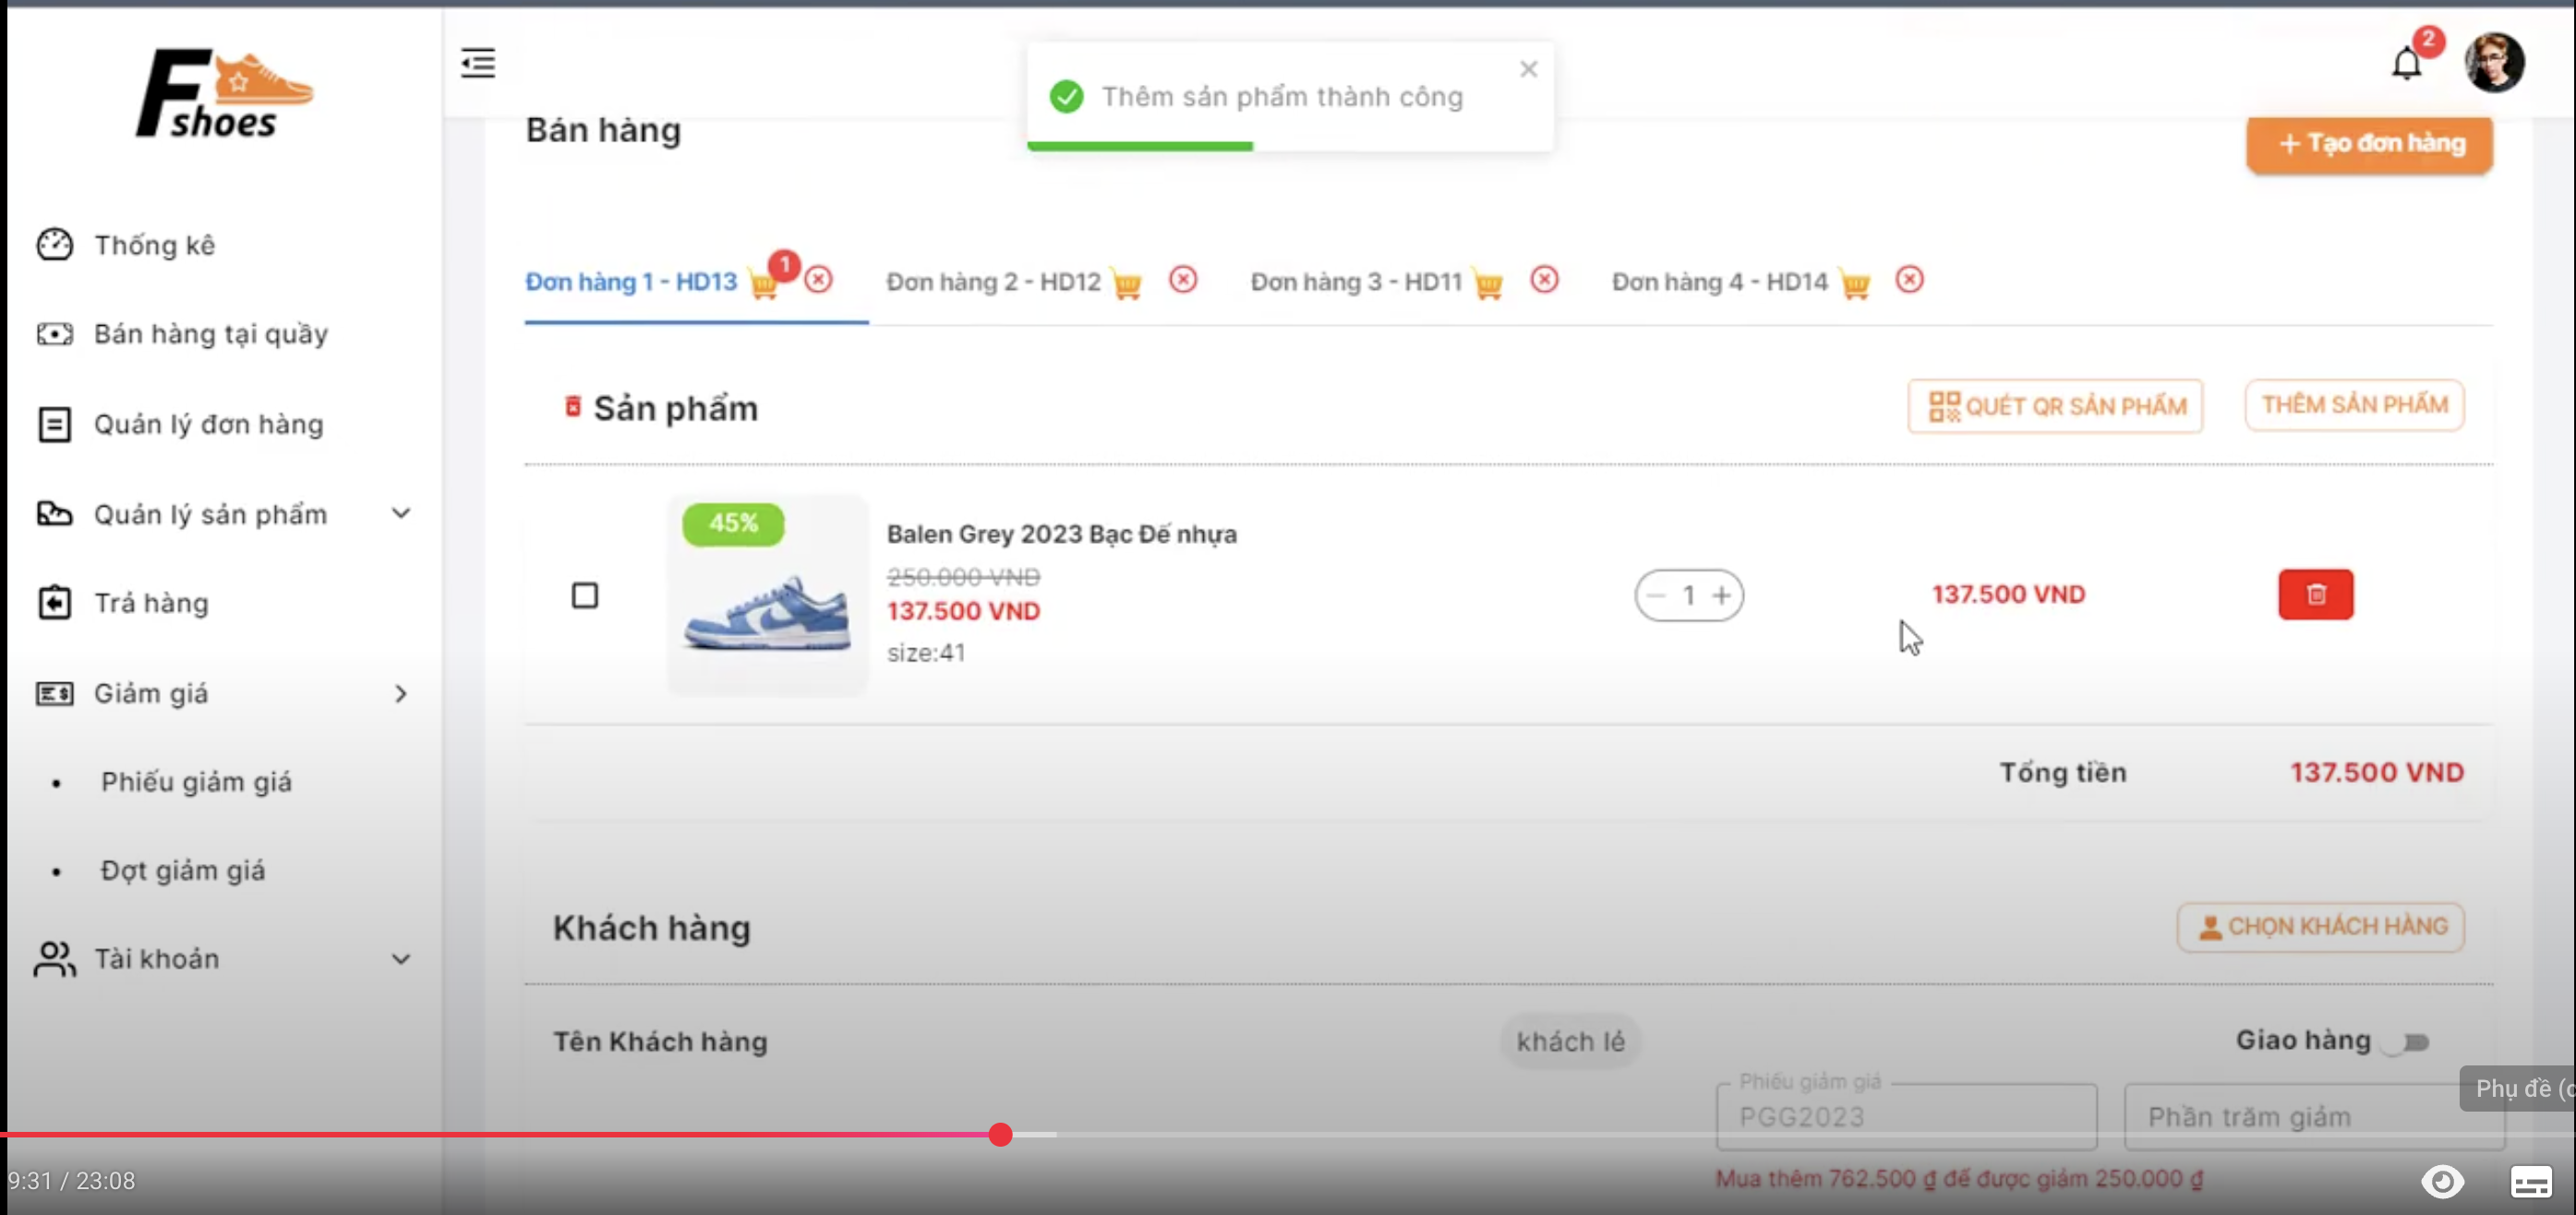 F
shoes
Thêm sản phẩm thành công
2
Bán hàng
+ Tạo đơn hàng
Thống kê
Bán hàng tại quầy
Quản lý đơn hàng
Quản lý sản phẩm
Trả hàng
Giảm giá
• Phiếu giảm giá
• Đợt giảm giá
Tài khoản
Đơn hàng 1 - HD13 1
Đơn hàng 2 - HD12
Đơn hàng 3 - HD11
Đơn hàng 4 - HD14
Sản phẩm
QUÉT QR SẢN PHẨM
THÊM SẢN PHẨM
45%
Balen Grey 2023 Bạc Đế nhựa
250.000 VND
137.500 VND
size:41
− 1 +
137.500 VND
Tổng tiền 137.500 VND
Khách hàng
CHỌN KHÁCH HÀNG
Tên Khách hàng
khách lẻ
Giao hàng
Phiếu giảm giá
PGG2023
Phần trăm giảm
Phụ đề (c
Mua thêm 762.500 ₫ để được giảm 250.000 ₫
9:31 / 23:08